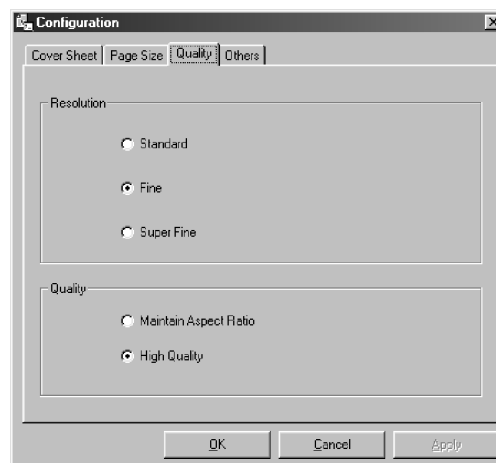 Configuration
Cover Sheet Page Size Quality Others
Resolution
Standard
Fine
Super Fine
Quality
Maintain Aspect Ratio
High Quality
OK Cancel Apply